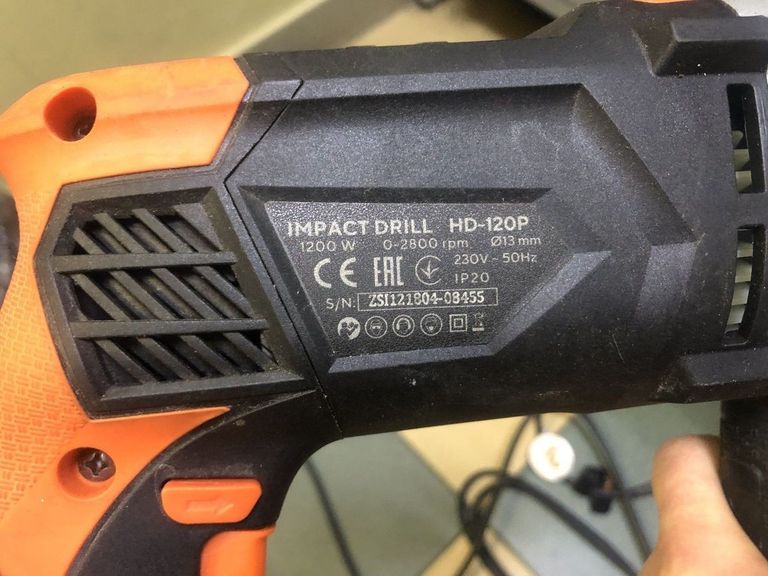 IMPACT DRILL HD-120P
1200 W 0-2800 rpm Ø13 mm
CE EAC 230V ~ 50Hz
IP20
S/N: ZSI121804-08455